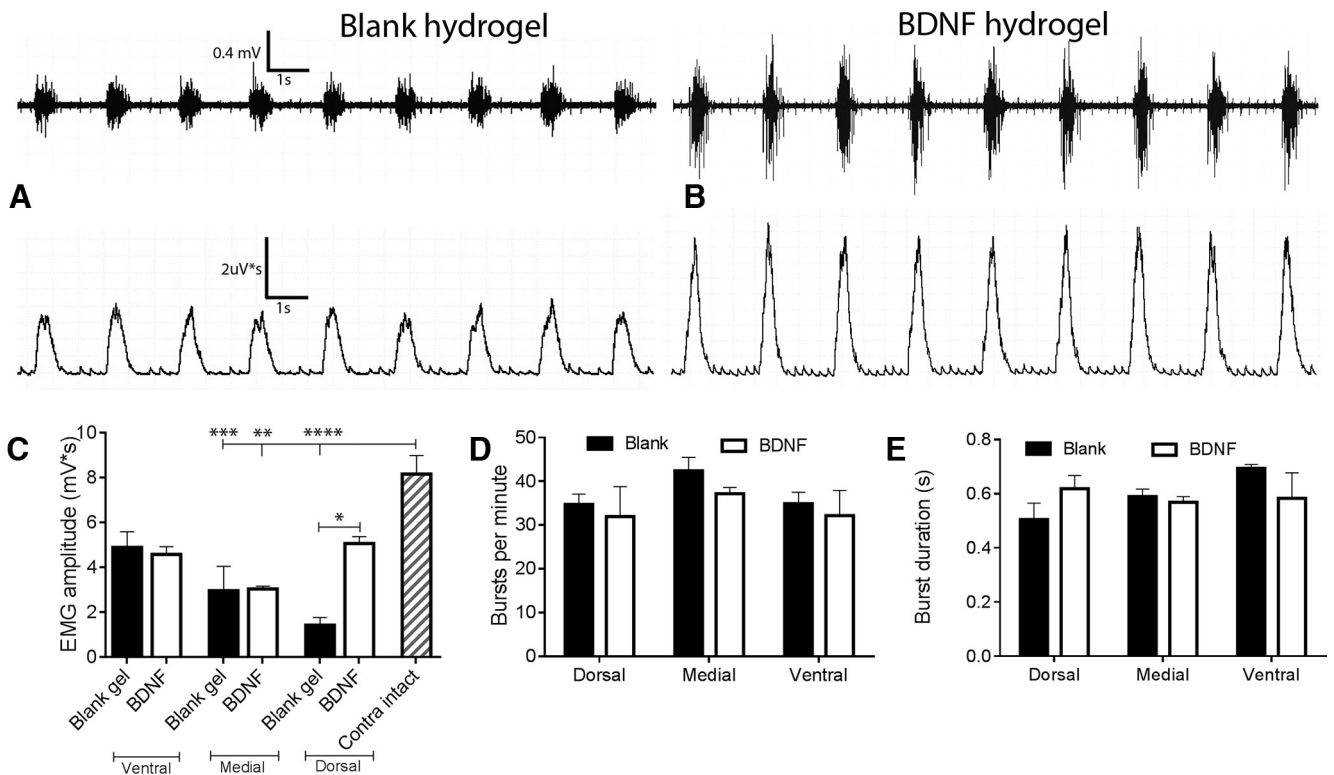 Blank hydrogel
BDNF hydrogel
0.4 mV
1s
A
B
2uV*s
1s
C
EMG amplitude (mV*s)
10
8
6
4
2
0
*** ** ****
*
Blank gel
BDNF
Blank gel
BDNF
Blank gel
BDNF
Contra intact
Ventral
Medial
Dorsal
D
Bursts per minute
50
40
30
20
10
0
Blank
BDNF
Dorsal
Medial
Ventral
E
Burst duration (s)
0.8
0.6
0.4
0.2
0.0
Blank
BDNF
Dorsal
Medial
Ventral